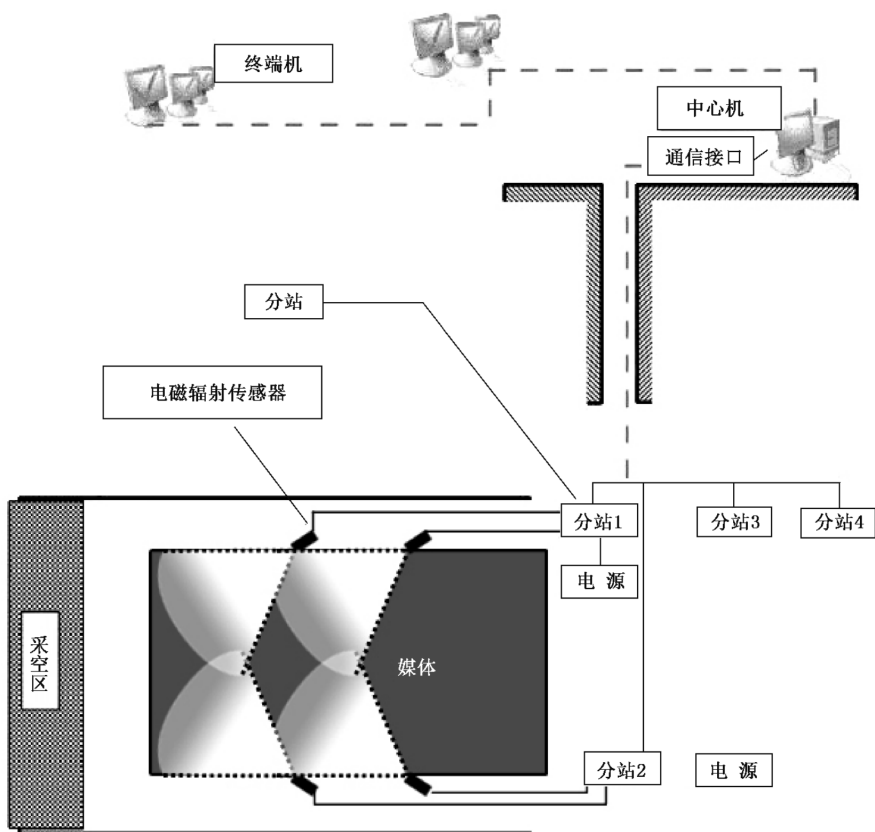 终端机
中心机
通信接口
分站
电磁辐射传感器
分站1
分站3
分站4
电 源
采空区
媒体
分站2
电 源